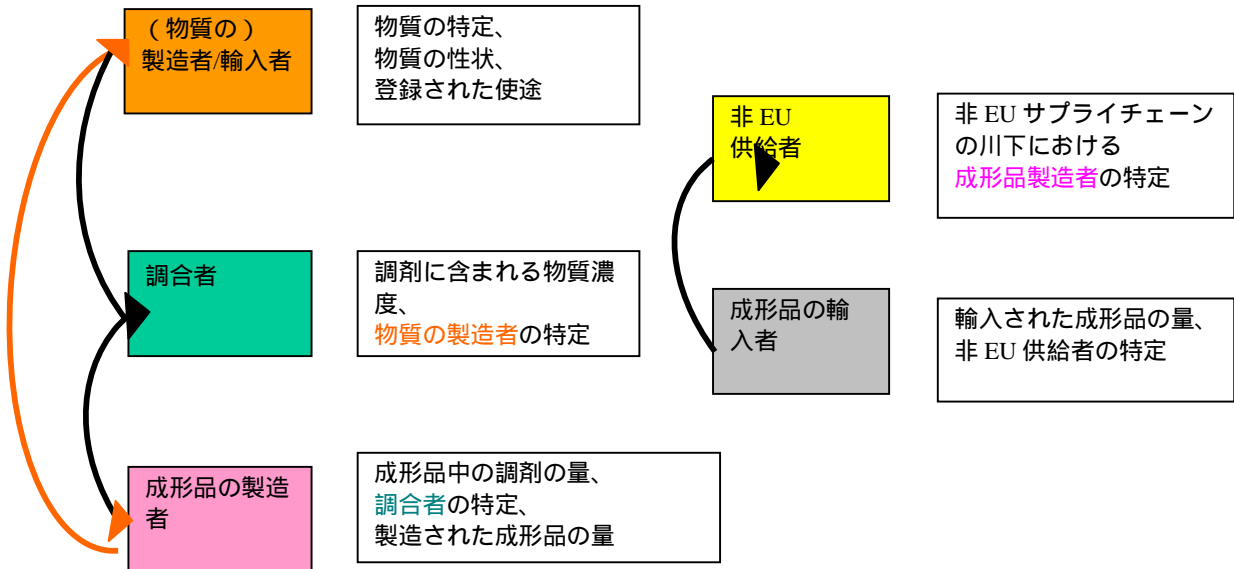 (物質の)
製造者/輸入者
物質の特定、
物質の性状、
登録された使途
調合者
調剤に含まれる物質濃
度、
物質の製造者の特定
成形品の製造
者
成形品中の調剤の量、
調合者の特定、
製造された成形品の量
非 EU
供給者
非 EU サプライチェーン
の川下における
成形品製造者の特定
成形品の輸
入者
輸入された成形品の量、
非 EU 供給者の特定